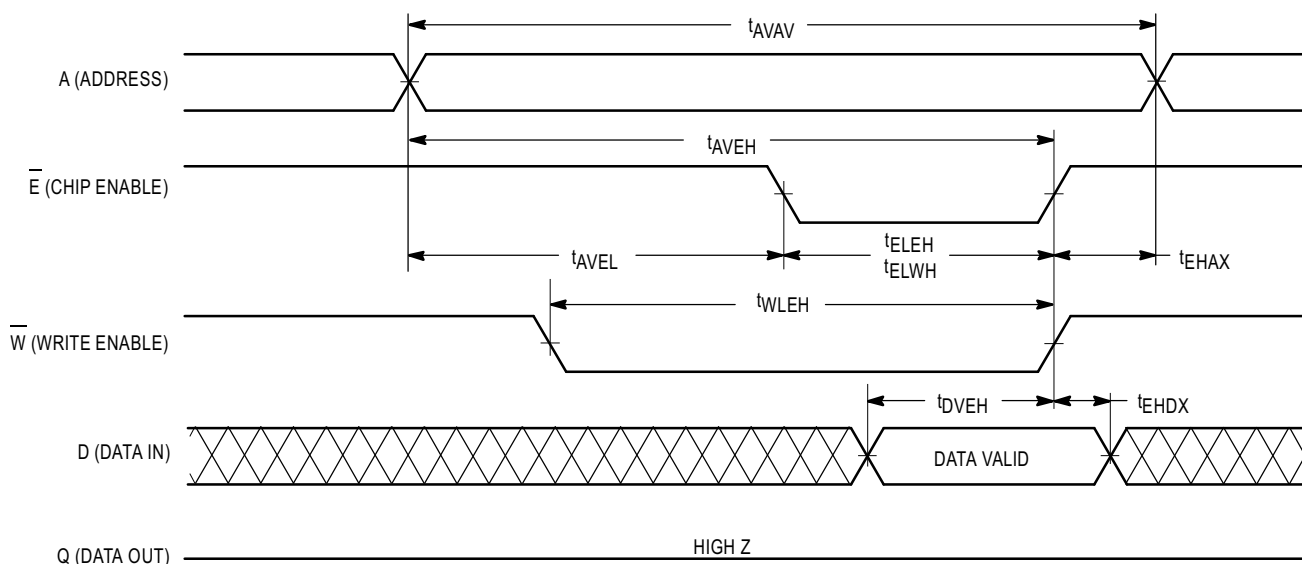 tAVAV
A (ADDRESS)
tAVEH
E (CHIP ENABLE)
tELEH
tAVEL
tELWH
tEHAX
tWLEH
W (WRITE ENABLE)
tDVEH
tEHDX
D (DATA IN)
DATA VALID
HIGH Z
Q (DATA OUT)